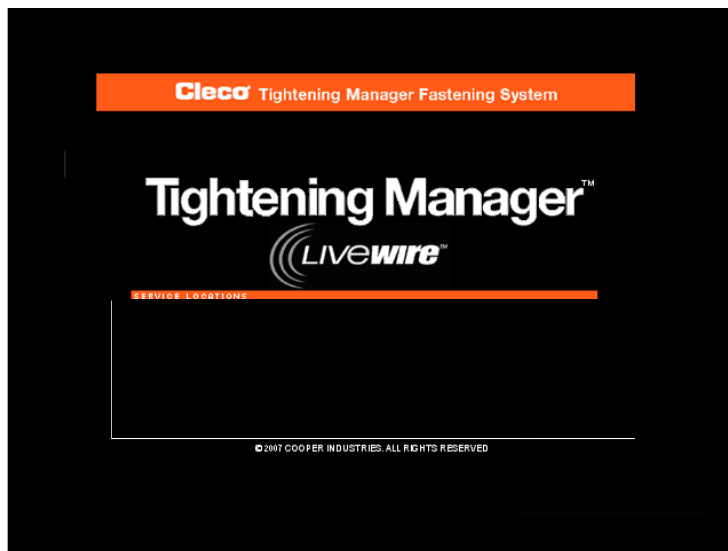 Cleco® Tightening Manager Fastening System
Tightening Manager™
LIVewire™
SERVICE LOCATIONS
©2007 COOPER INDUSTRIES. ALL RIGHTS RESERVED